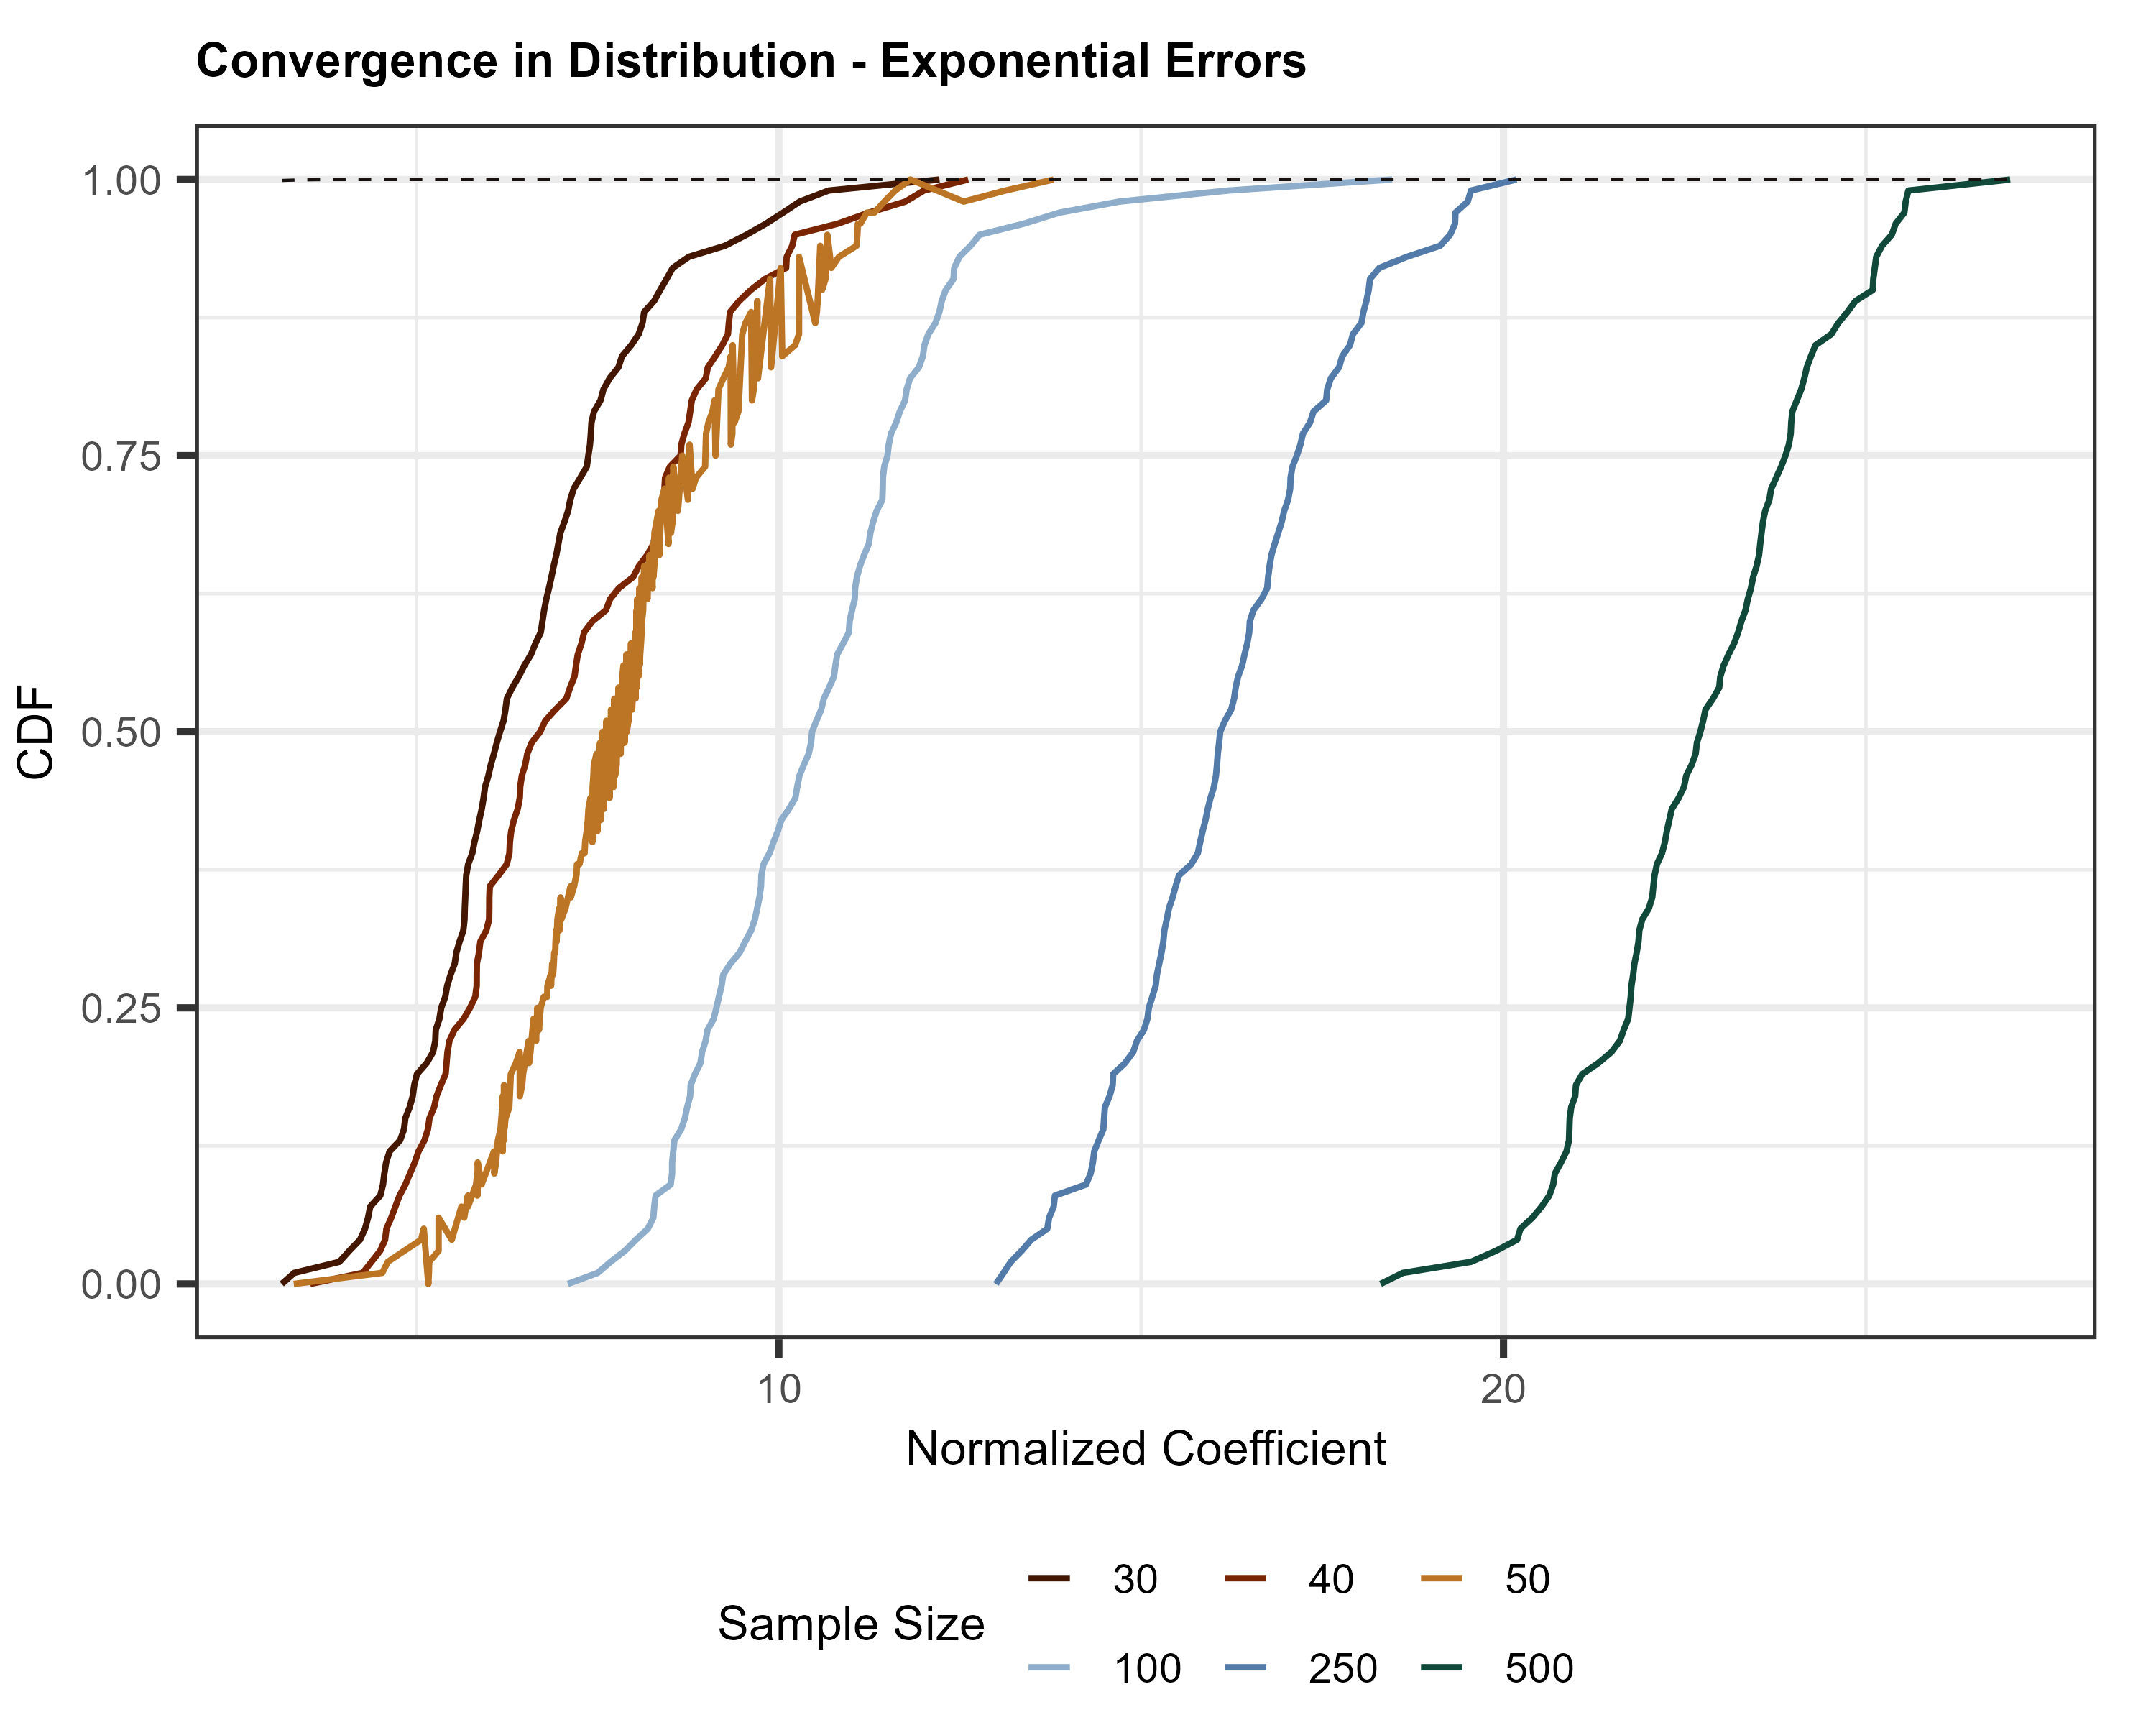 Convergence in Distribution - Exponential Errors
1.00
0.75
0.50
0.25
0.00
CDF
10 20
Normalized Coefficient
Sample Size
30 40 50
100 250 500